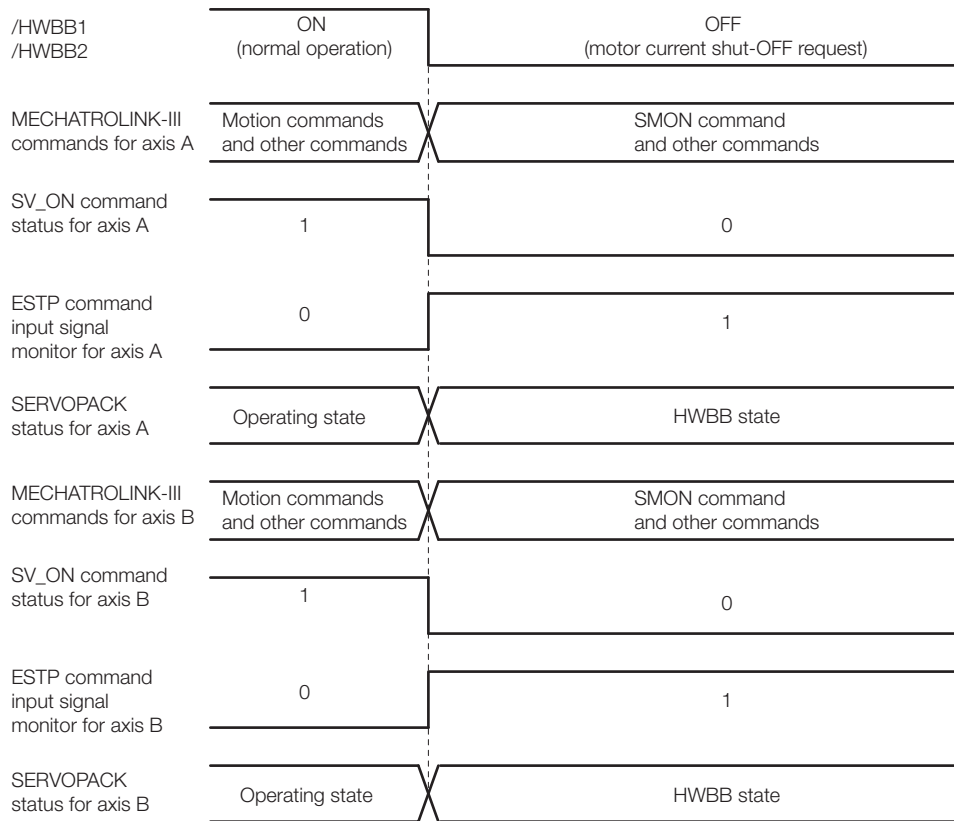 /HWBB1
/HWBB2
ON
(normal operation)
OFF
(motor current shut-OFF request)
MECHATROLINK-III
commands for axis A
Motion commands
and other commands
SMON command
and other commands
SV_ON command
status for axis A
1
0
ESTP command
input signal
monitor for axis A
0
1
SERVOPACK
status for axis A
Operating state
HWBB state
MECHATROLINK-III
commands for axis B
Motion commands
and other commands
SMON command
and other commands
SV_ON command
status for axis B
1
0
ESTP command
input signal
monitor for axis B
0
1
SERVOPACK
status for axis B
Operating state
HWBB state